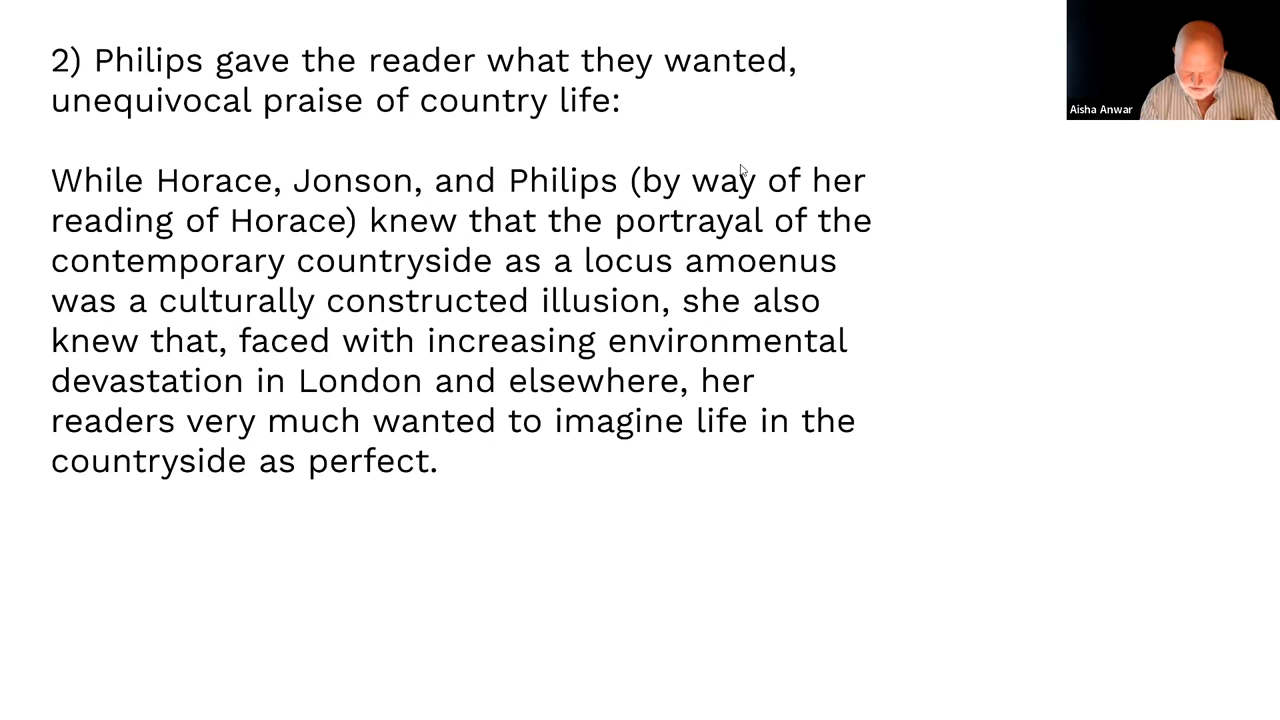 2) Philips gave the reader what they wanted,
unequivocal praise of country life:
While Horace, Jonson, and Philips (by way of her
reading of Horace) knew that the portrayal of the
contemporary countryside as a locus amoenus
was a culturally constructed illusion, she also
knew that, faced with increasing environmental
devastation in London and elsewhere, her
readers very much wanted to imagine life in the
countryside as perfect.
Aisha Anwar